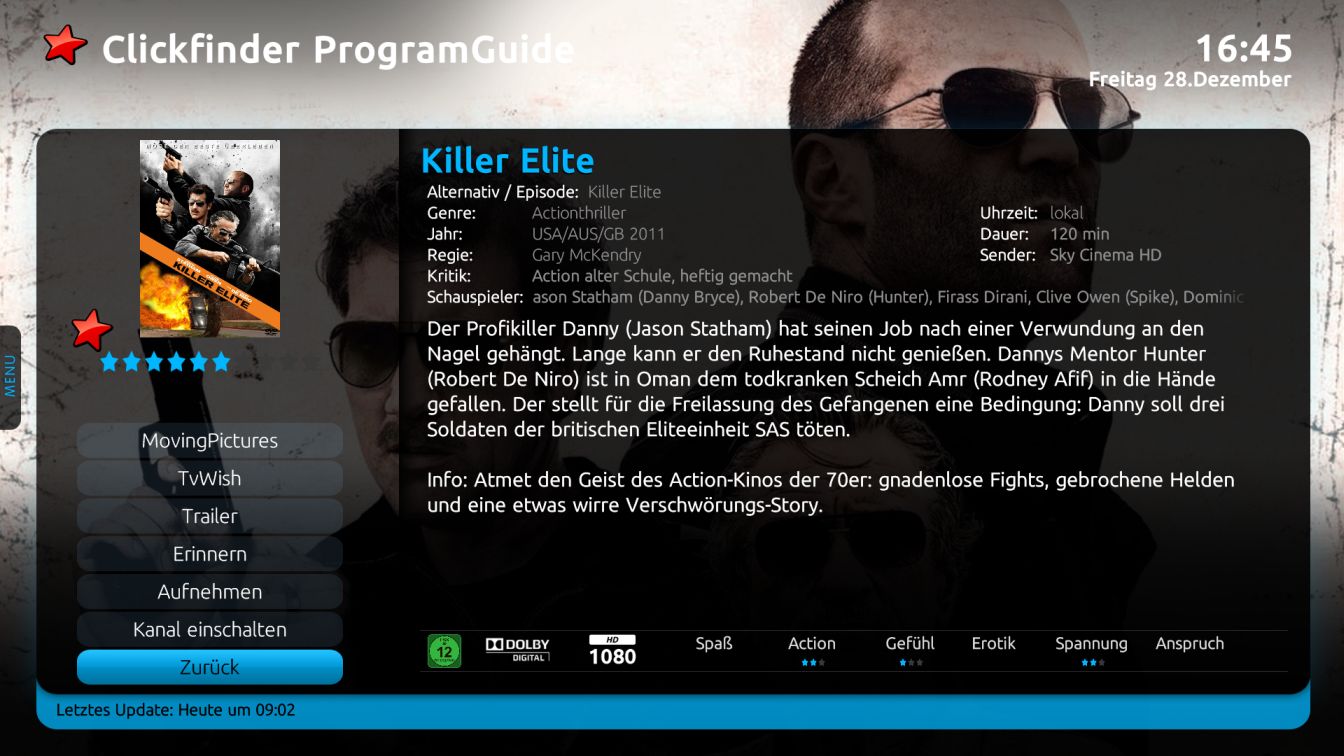 Clickfinder ProgramGuide
16:45
Freitag 28.Dezember
MENU
KILLER ELITE
Killer Elite
Alternativ / Episode: Killer Elite
Genre: Actionthriller
Uhrzeit: lokal
Jahr: USA/AUS/GB 2011
Dauer: 120 min
Regie: Gary McKendry
Sender: Sky Cinema HD
Kritik: Action alter Schule, heftig gemacht
Schauspieler: ason Statham (Danny Bryce), Robert De Niro (Hunter), Firass Dirani, Clive Owen (Spike), Dominic
Der Profikiller Danny (Jason Statham) hat seinen Job nach einer Verwundung an den
Nagel gehängt. Lange kann er den Ruhestand nicht genießen. Dannys Mentor Hunter
(Robert De Niro) ist in Oman dem todkranken Scheich Amr (Rodney Afif) in die Hände
gefallen. Der stellt für die Freilassung des Gefangenen eine Bedingung: Danny soll drei
Soldaten der britischen Eliteeinheit SAS töten.
Info: Atmet den Geist des Action-Kinos der 70er: gnadenlose Fights, gebrochene Helden
und eine etwas wirre Verschwörungs-Story.
MovingPictures
TvWish
Trailer
Erinnern
Aufnehmen
Kanal einschalten
Zurück
12
DOLBY
DIGITAL
HD
1080
Spaß
Action
Gefühl
Erotik
Spannung
Anspruch
Letztes Update: Heute um 09:02